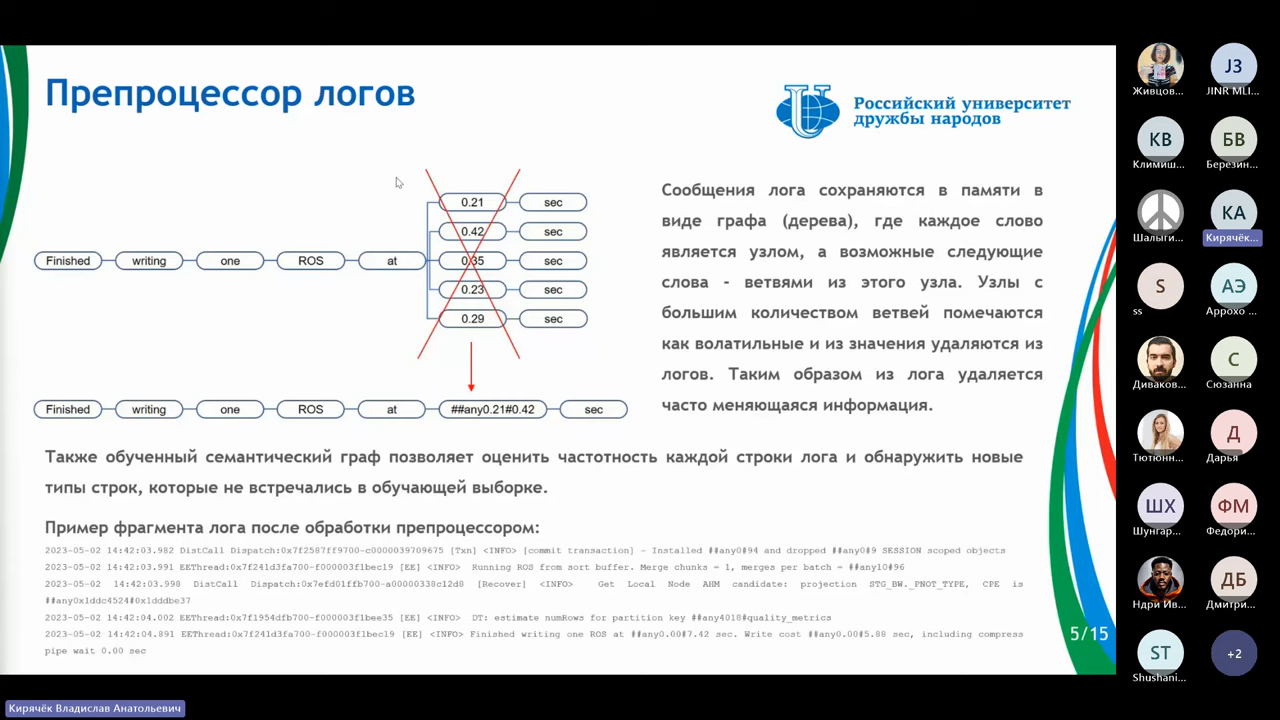 Препроцессор логов
Российский университет
дружбы народов
0.21 sec
0.42 sec
Finished writing one ROS at 0.35 sec
0.23 sec
0.29 sec
Finished writing one ROS at ##any0.21#0.42 sec
Сообщения лога сохраняются в памяти в
виде графа (дерева), где каждое слово
является узлом, а возможные следующие
слова - ветвями из этого узла. Узлы с
большим количеством ветвей помечаются
как волатильные и из значения удаляются из
логов. Таким образом из лога удаляется
часто меняющаяся информация.
Также обученный семантический граф позволяет оценить частотность каждой строки лога и обнаружить новые
типы строк, которые не встречались в обучающей выборке.
Пример фрагмента лога после обработки препроцессором:
2023-05-02 14:42:03.982 DistCall Dispatch:0x7f2587ff9700-c0000039709675 [Txn] <INFO> [commit transaction] - Installed ##any0#94 and dropped ##any0#9 SESSION scoped objects
2023-05-02 14:42:03.991 EEThread:0x7f241d3fa700-f000003f1bec19 [EE] <INFO> Running ROS from sort buffer. Merge chunks = 1, merges per batch = ##any10#96
2023-05-02 14:42:03.998 DistCall Dispatch:0x7efd01ffb700-a00000338c12d8 [Recover] <INFO> Get Local Node AHM candidate: projection STG_BW.PNOT_TYPE, CPE is
##any0x1ddc4524#0x1dddbe37
2023-05-02 14:42:04.002 EEThread:0x7f1954dfb700-f000003f1bee35 [EE] <INFO> DT: estimate numRows for partition key ##any4018#quality_metrics
2023-05-02 14:42:04.891 EEThread:0x7f241d3fa700-f000003f1bec19 [EE] <INFO> Finished writing one ROS at ##any0.00#7.42 sec. Write cost ##any0.00#5.88 sec, including compress
pipe wait 0.00 sec
5/15
Живцов...
JЗ
JINR MLI...
КВ
Климиш...
БВ
Березин...
Шалыги...
КА
Кирячёк...
S
ss
АЭ
Аррохо ...
Диваков...
С
Сюзанна
Тютюнн...
Д
Дарья
ШХ
Шунгар...
ФМ
Федори...
Ндри Ив...
ДБ
Дмитри...
ST
Shushani...
+2
Кирячёк Владислав Анатольевич